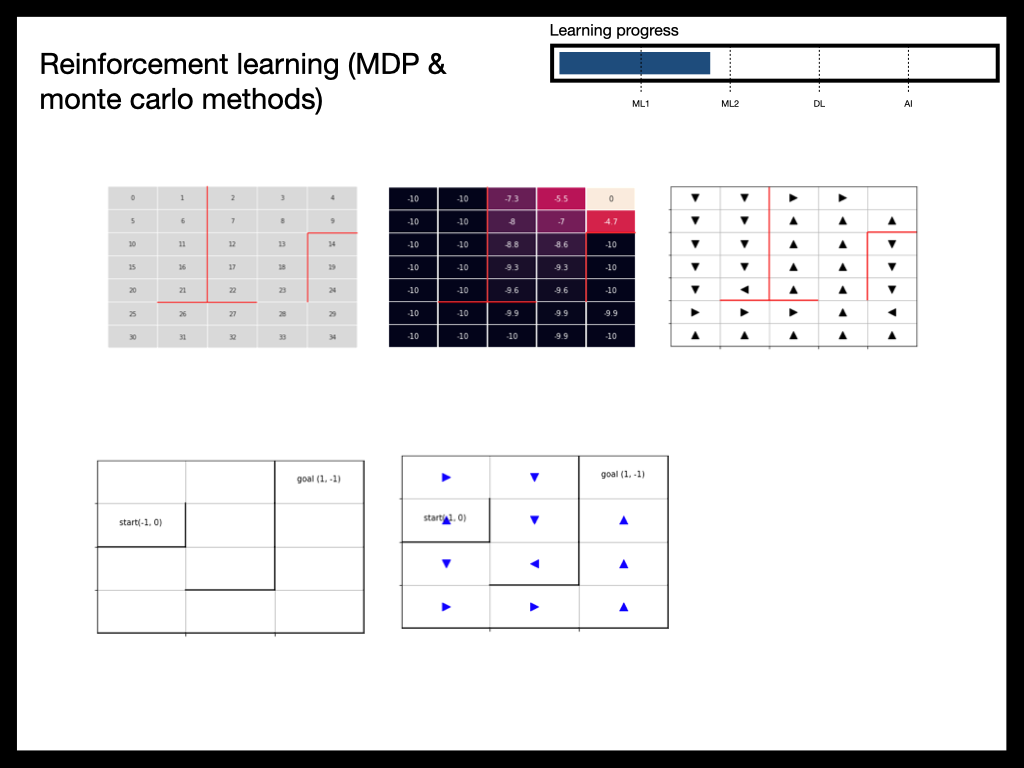 Learning progress
Reinforcement learning (MDP &
monte carlo methods)
ML1 ML2 DL AI
0 1 2 3 4
5 6 7 8 9
10 11 12 13 14
15 16 17 18 19
20 21 22 23 24
25 26 27 28 29
30 31 32 33 34
-10 -10 -7.3 -5.5 0
-10 -10 -8 -7 -4.7
-10 -10 -8.8 -8.6 -10
-10 -10 -9.3 -9.3 -10
-10 -10 -9.6 -9.6 -10
-10 -10 -9.9 -9.9 -9.9
-10 -10 -10 -9.9 -10
goal (1, -1)
start(-1, 0)
goal (1, -1)
start(-1, 0)